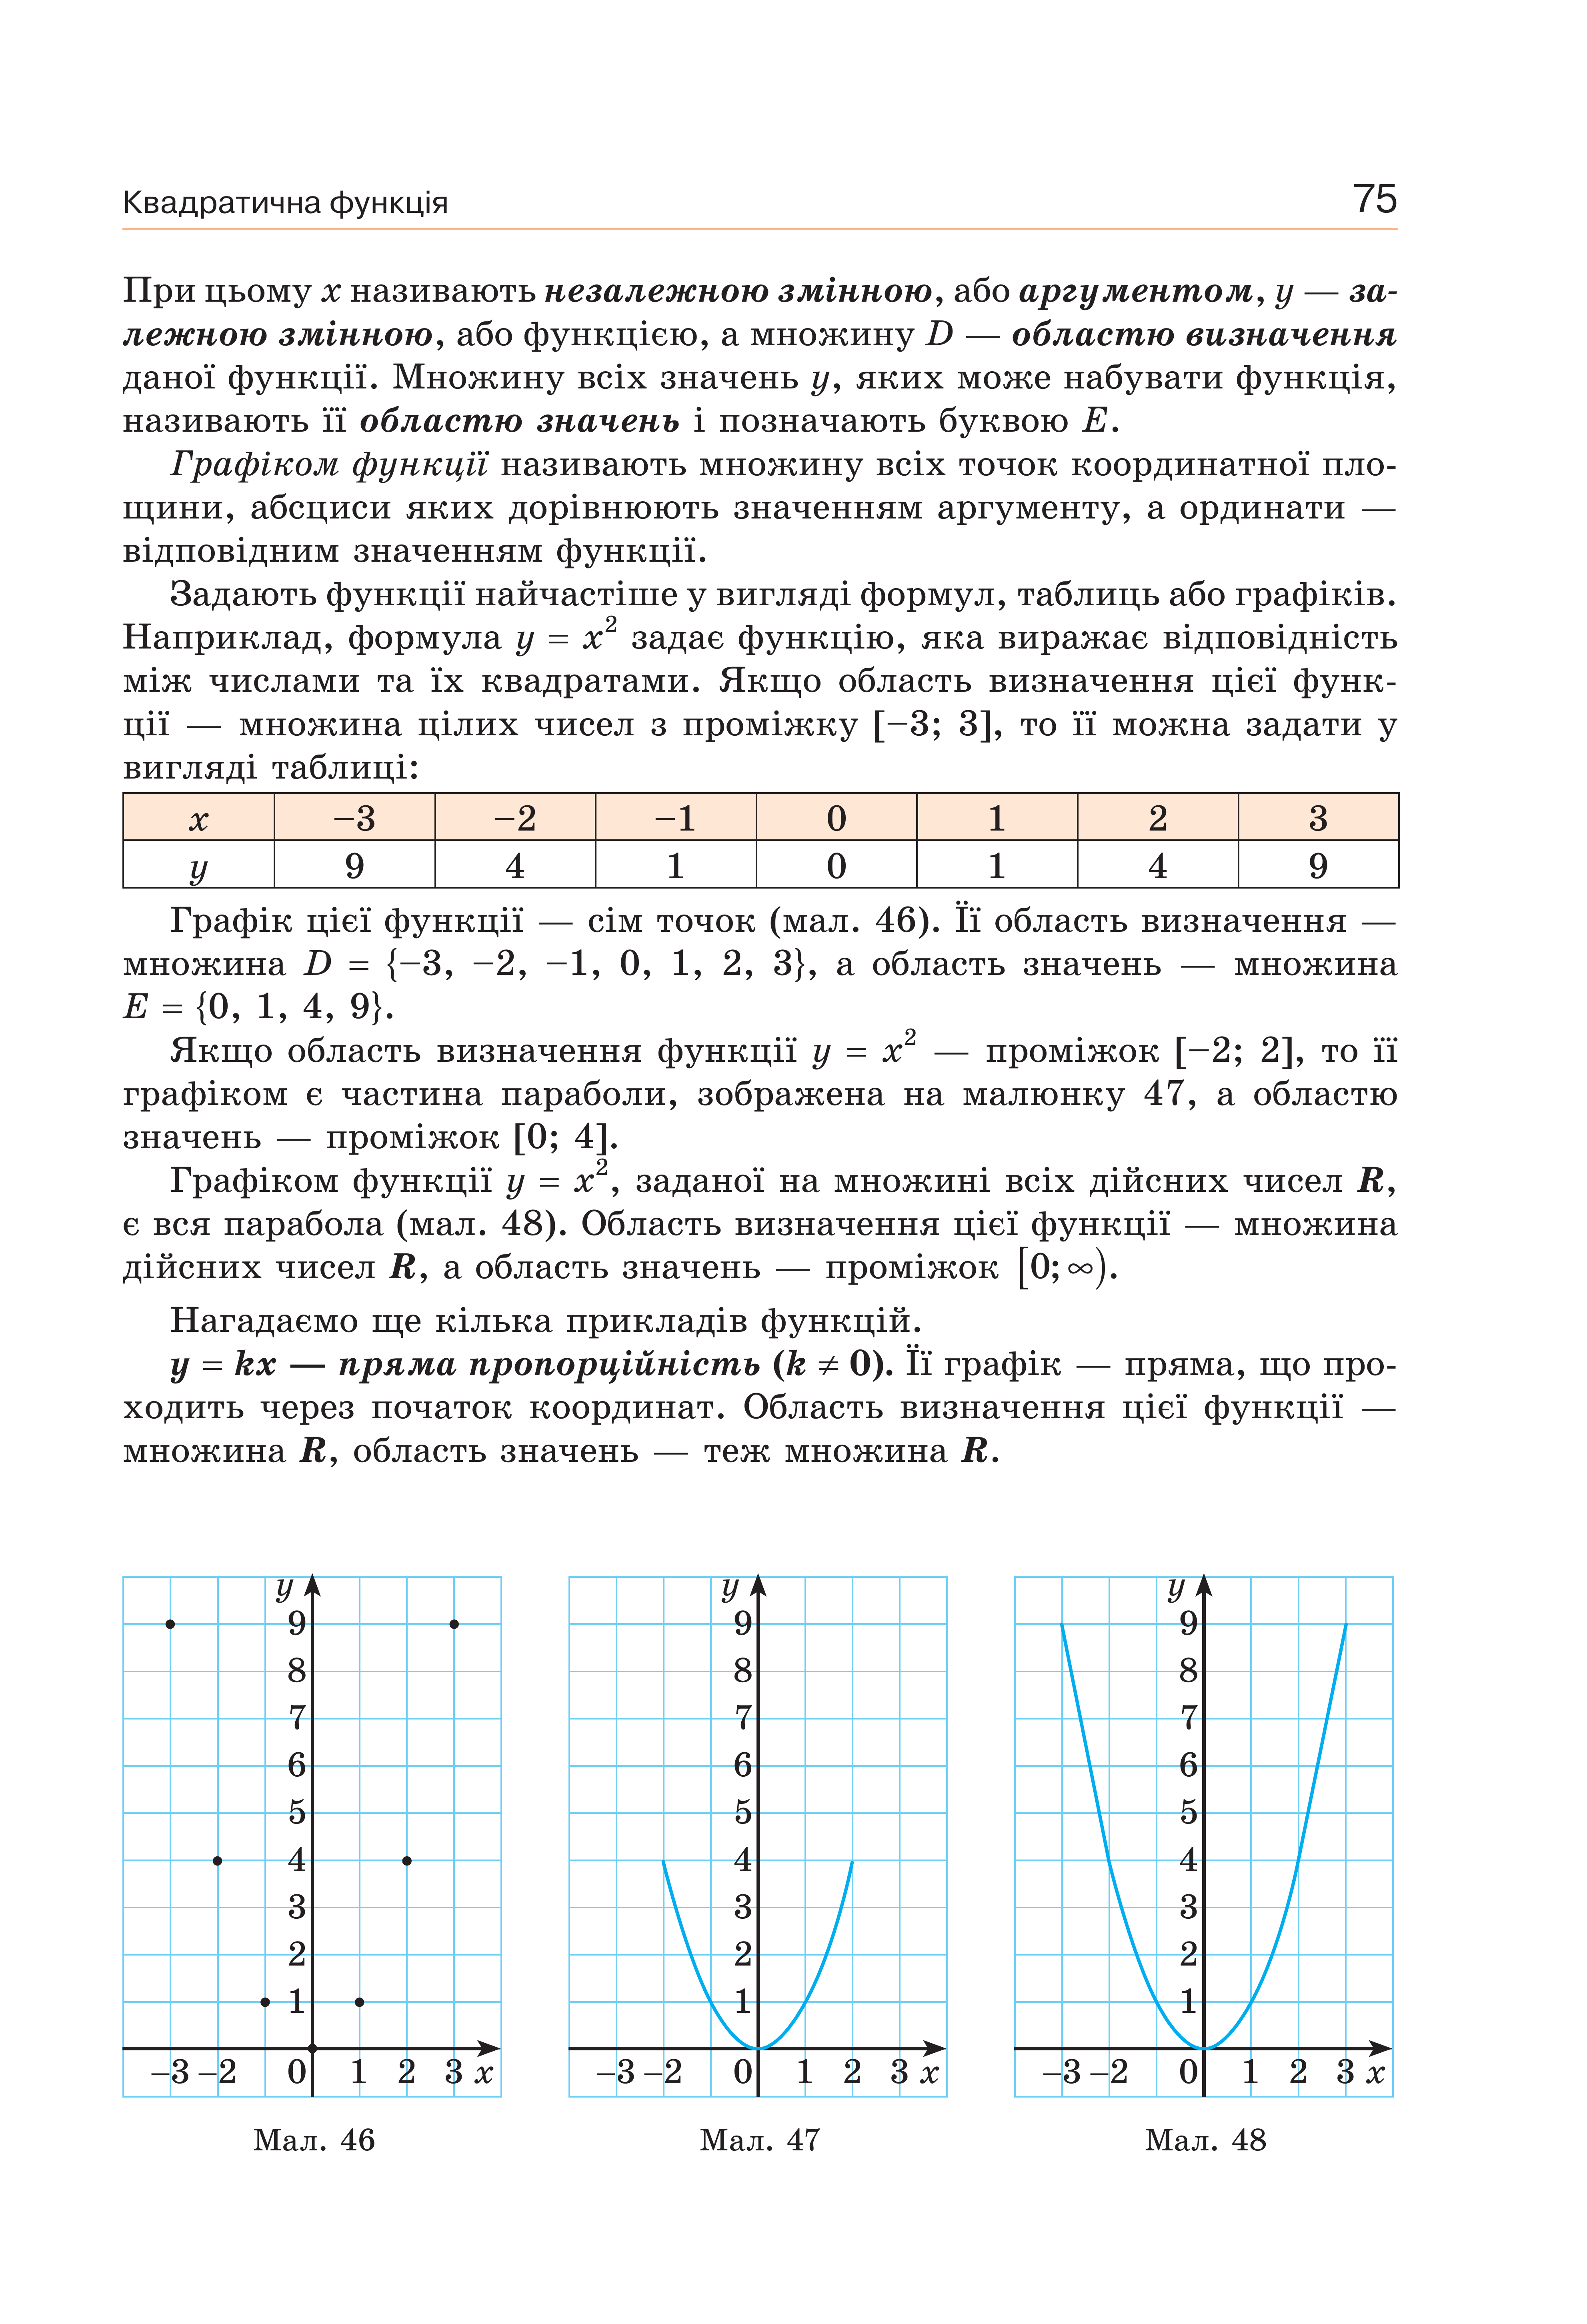 Квадратична функція 75
При цьому x називають незалежною змінною, або аргументом, y — за-
лежною змінною, або функцією, а множину D — областю визначення
даної функції. Множину всіх значень y, яких може набувати функція,
називають її областю значень і позначають буквою E.
Графіком функції називають множину всіх точок координатної пло-
щини, абсциси яких дорівнюють значенням аргументу, а ординати —
відповідним значенням функції.
Задають функції найчастіше у вигляді формул, таблиць або графіків.
Наприклад, формула y = x² задає функцію, яка виражає відповідність
між числами та їх квадратами. Якщо область визначення цієї функ-
ції — множина цілих чисел з проміжку [−3; 3], то її можна задати у
вигляді таблиці:
x −3 −2 −1 0 1 2 3
y 9 4 1 0 1 4 9
Графік цієї функції — сім точок (мал. 46). Її область визначення —
множина D = {−3, −2, −1, 0, 1, 2, 3}, а область значень — множина
E = {0, 1, 4, 9}.
Якщо область визначення функції y = x² — проміжок [−2; 2], то її
графіком є частина параболи, зображена на малюнку 47, а областю
значень — проміжок [0; 4].
Графіком функції y = x², заданої на множині всіх дійсних чисел R,
є вся парабола (мал. 48). Область визначення цієї функції — множина
дійсних чисел R, а область значень — проміжок [0; ∞).
Нагадаємо ще кілька прикладів функцій.
y = kx — пряма пропорційність (k ≠ 0). Її графік — пряма, що про-
ходить через початок координат. Область визначення цієї функції —
множина R, область значень — теж множина R.
y
9
8
7
6
5
4
3
2
1
−3 −2 0 1 2 3 x
Мал. 46
y
9
8
7
6
5
4
3
2
1
−3 −2 0 1 2 3 x
Мал. 47
y
9
8
7
6
5
4
3
2
1
−3 −2 0 1 2 3 x
Мал. 48